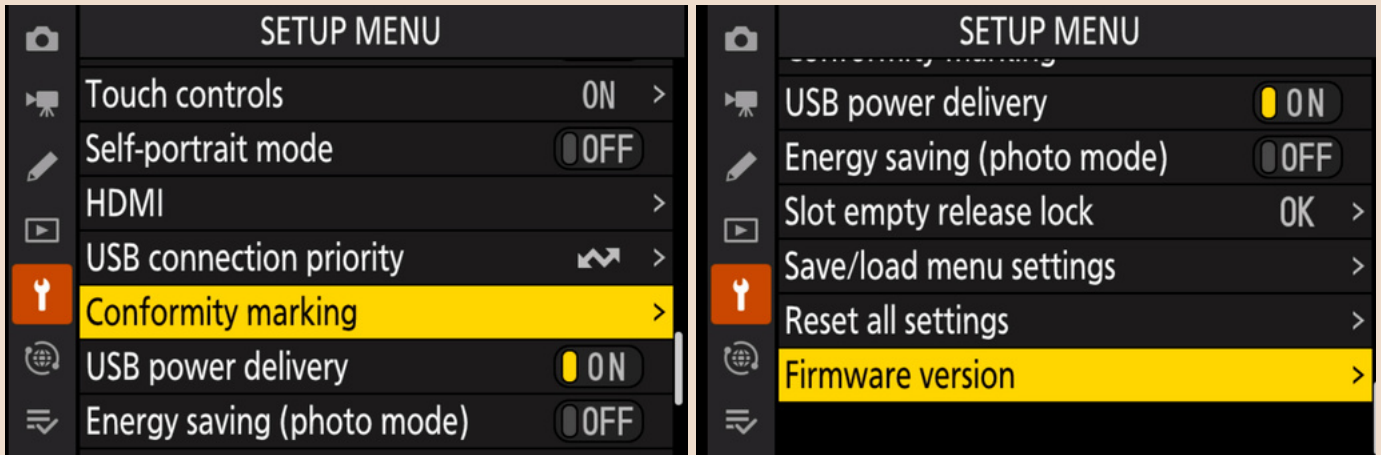 SETUP MENU
Touch controls ON >
Self-portrait mode OFF
HDMI >
USB connection priority >
Conformity marking >
USB power delivery ON
Energy saving (photo mode) OFF
SETUP MENU
Conformity marking
USB power delivery ON
Energy saving (photo mode) OFF
Slot empty release lock OK >
Save/load menu settings >
Reset all settings >
Firmware version >